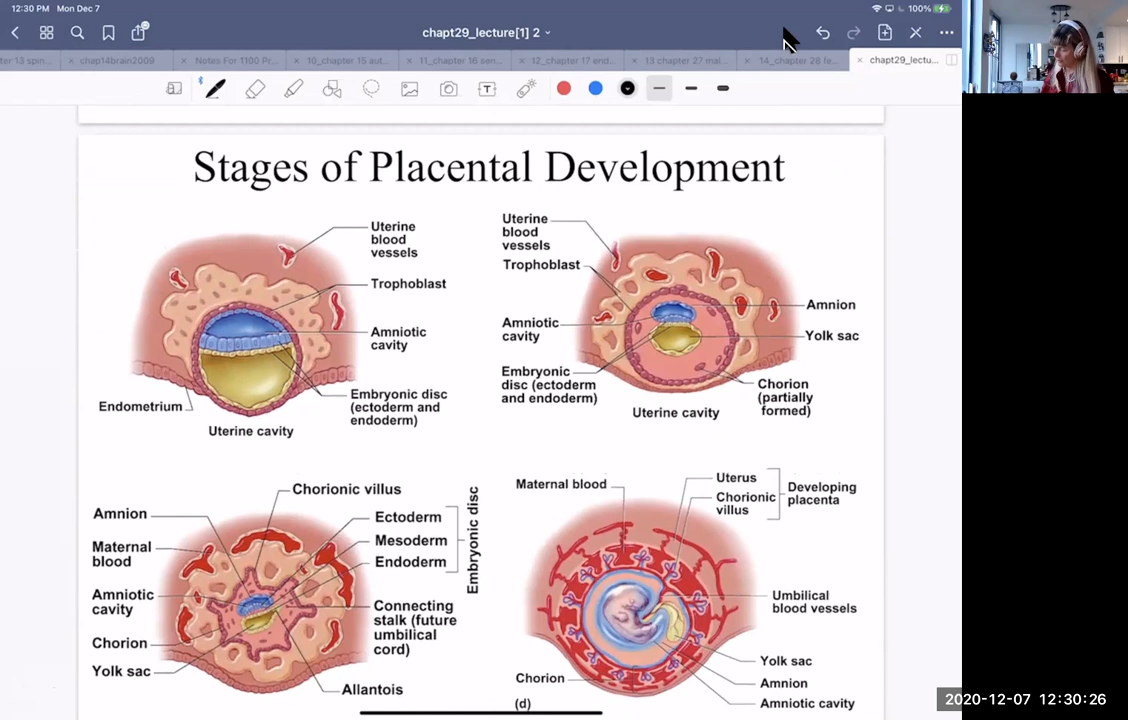 12:30 PM Mon Dec 7
100%
chapt29_lecture[1] 2
ter 13 spin...
chap14brain2009
Notes For 1100 Pr...
10_chapter 15 aut...
11_chapter 16 sen...
12_chapter 17 end...
13 chapter 27 mal...
14_chapter 28 fe...
chapt29_lectu...
Stages of Placental Development
Uterine
blood
vessels
Trophoblast
Amniotic
cavity
Embryonic disc
(ectoderm and
endoderm)
Endometrium
Uterine cavity
Uterine
blood
vessels
Trophoblast
Amniotic
cavity
Embryonic
disc (ectoderm
and endoderm)
Amnion
Yolk sac
Chorion
(partially
formed)
Uterine cavity
Chorionic villus
Amnion
Maternal
blood
Amniotic
cavity
Chorion
Yolk sac
Ectoderm
Mesoderm
Endoderm
Embryonic disc
Connecting
stalk (future
umbilical
cord)
Allantois
Maternal blood
Uterus
Chorionic
villus
Developing
placenta
Umbilical
blood vessels
Yolk sac
Amnion
Amniotic cavity
Chorion
(d)
2020-12-07 12:30:26